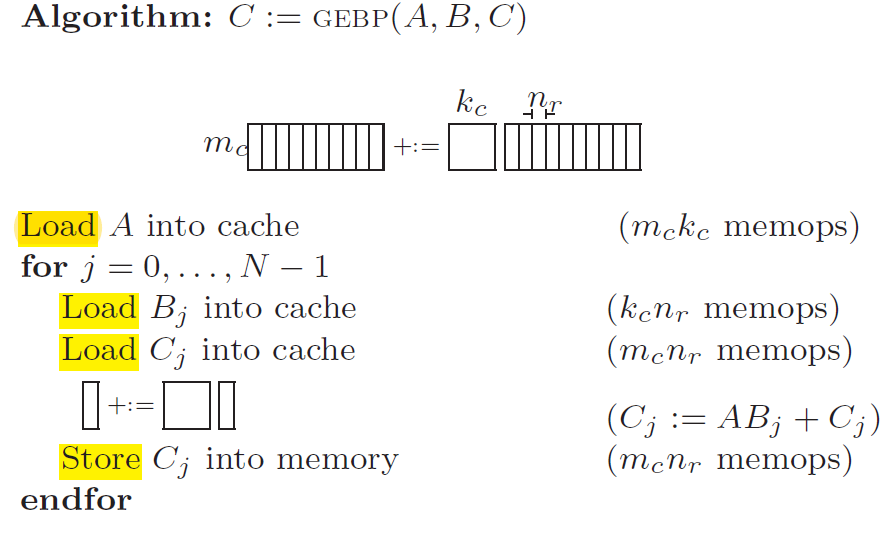 Algorithm: C := GEBP(A, B, C)
k_c n_r
m_c +:=
Load A into cache (m_c k_c memops)
for j = 0, . . . , N − 1
Load B_j into cache (k_c n_r memops)
Load C_j into cache (m_c n_r memops)
+:= (C_j := AB_j + C_j)
Store C_j into memory (m_c n_r memops)
endfor